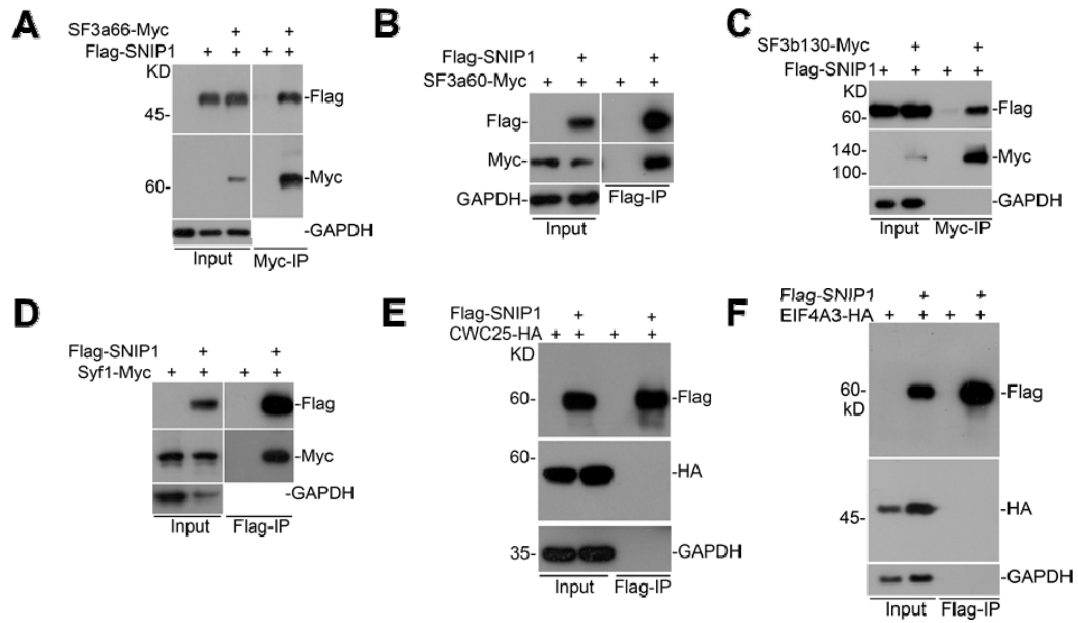 A
SF3a66-Myc + +
Flag-SNIP1 + + + +
KD
-Flag
45-
-Myc
60-
-GAPDH
Input Myc-IP
B
Flag-SNIP1 + +
SF3a60-Myc + + + +
Flag-
Myc-
GAPDH-
Input Flag-IP
C
SF3b130-Myc + +
Flag-SNIP1 + + + +
KD
-Flag
60-
140-
-Myc
100-
-GAPDH
Input Myc-IP
D
Flag-SNIP1 + +
Syf1-Myc + + + +
-Flag
-Myc
-GAPDH
Input Flag-IP
E
Flag-SNIP1 + +
CWC25-HA + + + +
KD
60- -Flag
60-
-HA
35- -GAPDH
Input Flag-IP
F
Flag-SNIP1 + +
EIF4A3-HA + + + +
60- -Flag
kD
-HA
45-
-GAPDH
Input Flag-IP